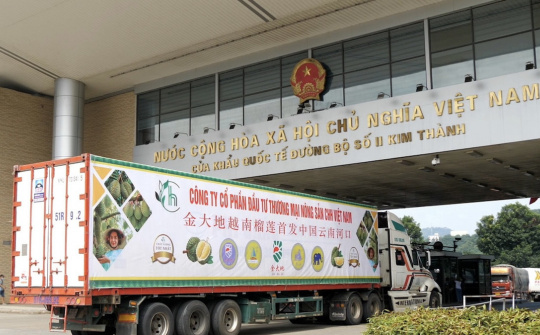 NƯỚC CỘNG HÒA XÃ HỘI CHỦ NGHĨA VIỆT NAM
CỬA KHẨU QUỐC TẾ ĐƯỜNG BỘ SỐ II KIM THÀNH
CÔNG TY CỔ PHẦN ĐẦU TƯ THƯƠNG MẠI NÔNG SẢN CHH VIỆT NAM
金大地越南榴莲首发中国云南河口
51R